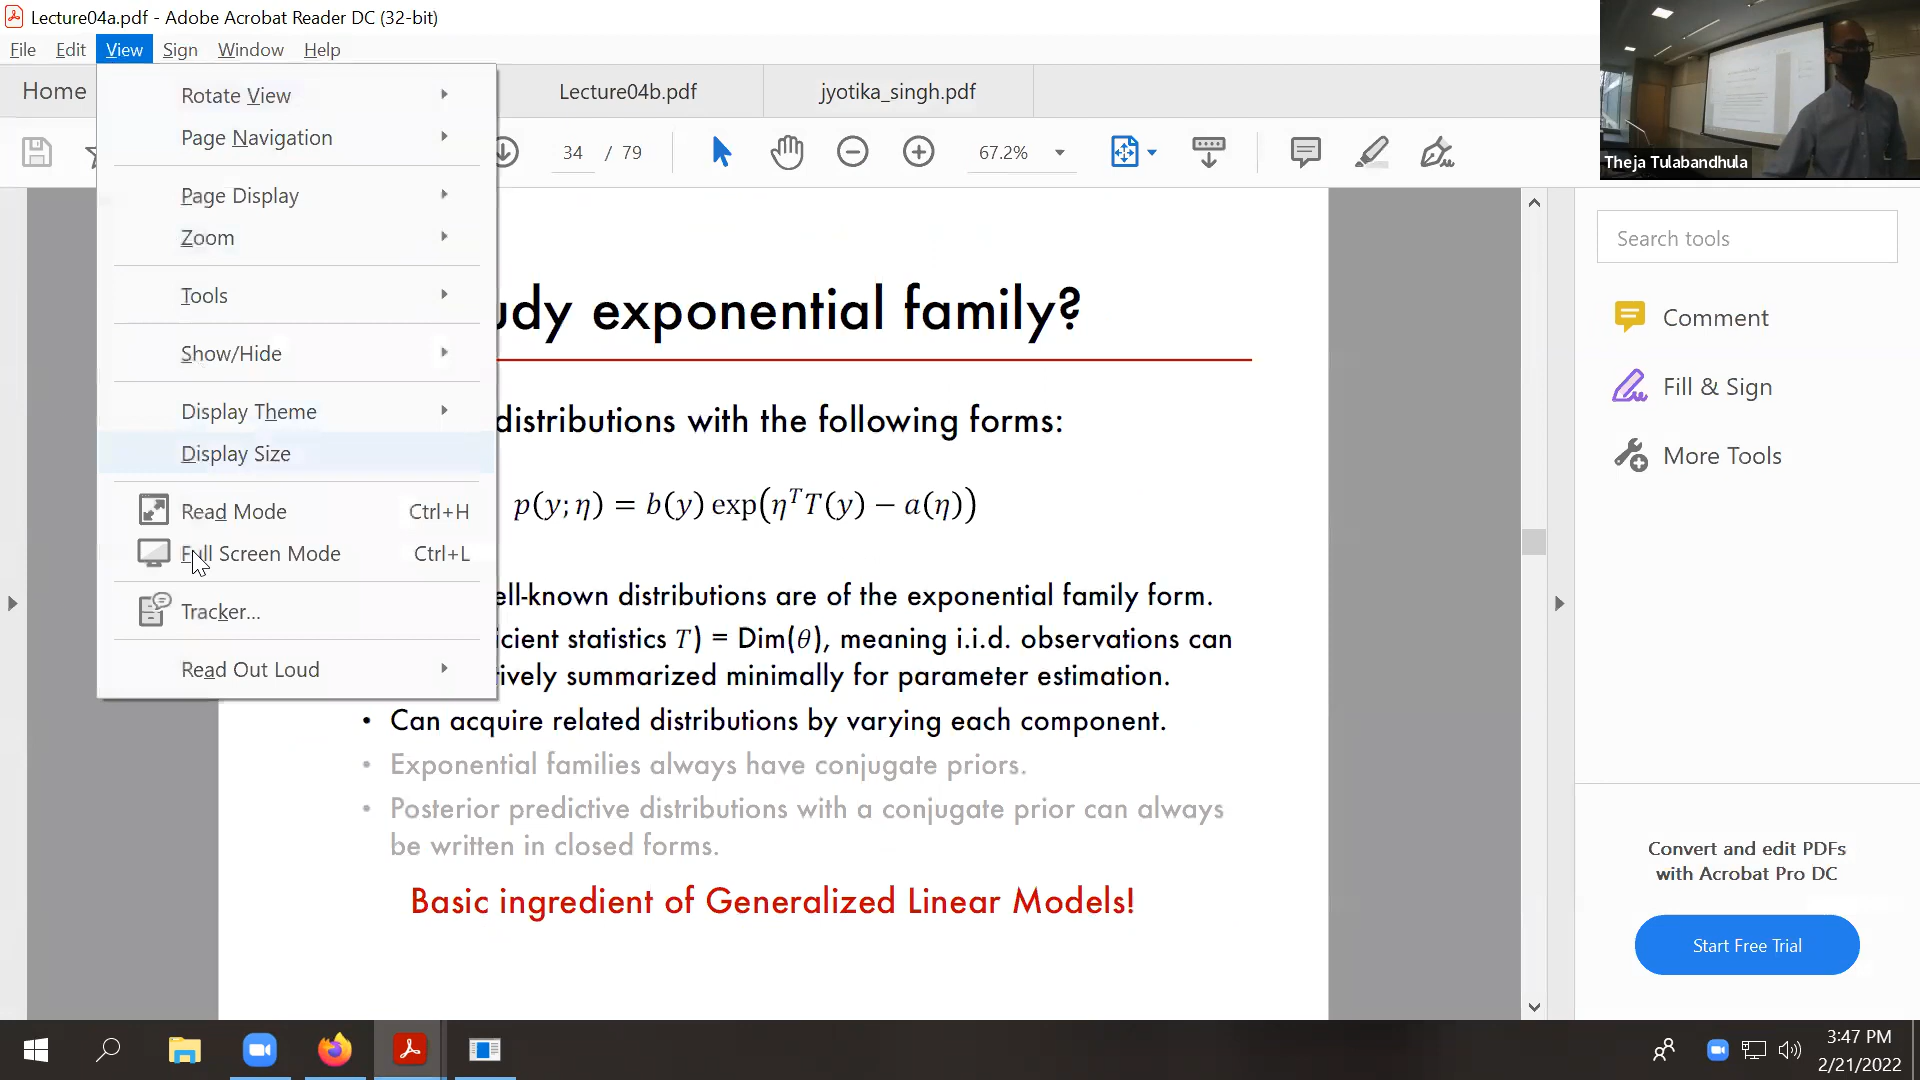 Lecture04a.pdf - Adobe Acrobat Reader DC (32-bit)
File Edit View Sign Window Help
Home Lecture04b.pdf jyotika_singh.pdf
34 / 79 67.2%
Rotate View
Page Navigation
Page Display
Zoom
Tools
Show/Hide
Display Theme
Display Size
Read Mode Ctrl+H
Full Screen Mode Ctrl+L
Tracker...
Read Out Loud
udy exponential family?
distributions with the following forms:
p(y; η) = b(y) exp(η^T T(y) − a(η))
ell-known distributions are of the exponential family form.
icient statistics T) = Dim(θ), meaning i.i.d. observations can
tively summarized minimally for parameter estimation.
• Can acquire related distributions by varying each component.
• Exponential families always have conjugate priors.
• Posterior predictive distributions with a conjugate prior can always
be written in closed forms.
Basic ingredient of Generalized Linear Models!
Theja Tulabandhula
Search tools
Comment
Fill & Sign
More Tools
Convert and edit PDFs
with Acrobat Pro DC
Start Free Trial
3:47 PM
2/21/2022